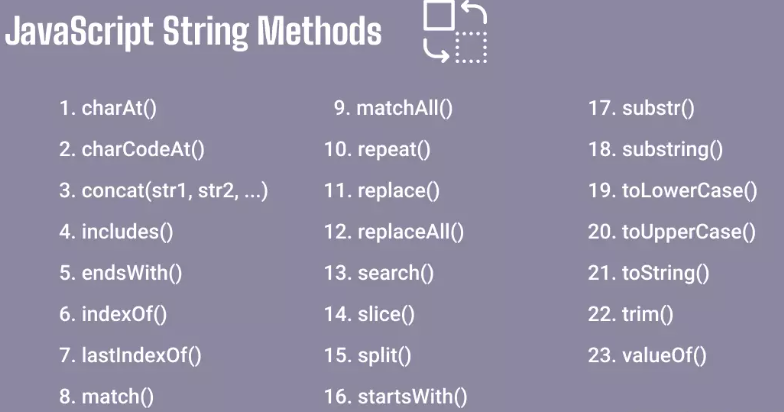 JavaScript String Methods
1. charAt()
2. charCodeAt()
3. concat(str1, str2, ...)
4. includes()
5. endsWith()
6. indexOf()
7. lastIndexOf()
8. match()
9. matchAll()
10. repeat()
11. replace()
12. replaceAll()
13. search()
14. slice()
15. split()
16. startsWith()
17. substr()
18. substring()
19. toLowerCase()
20. toUpperCase()
21. toString()
22. trim()
23. valueOf()